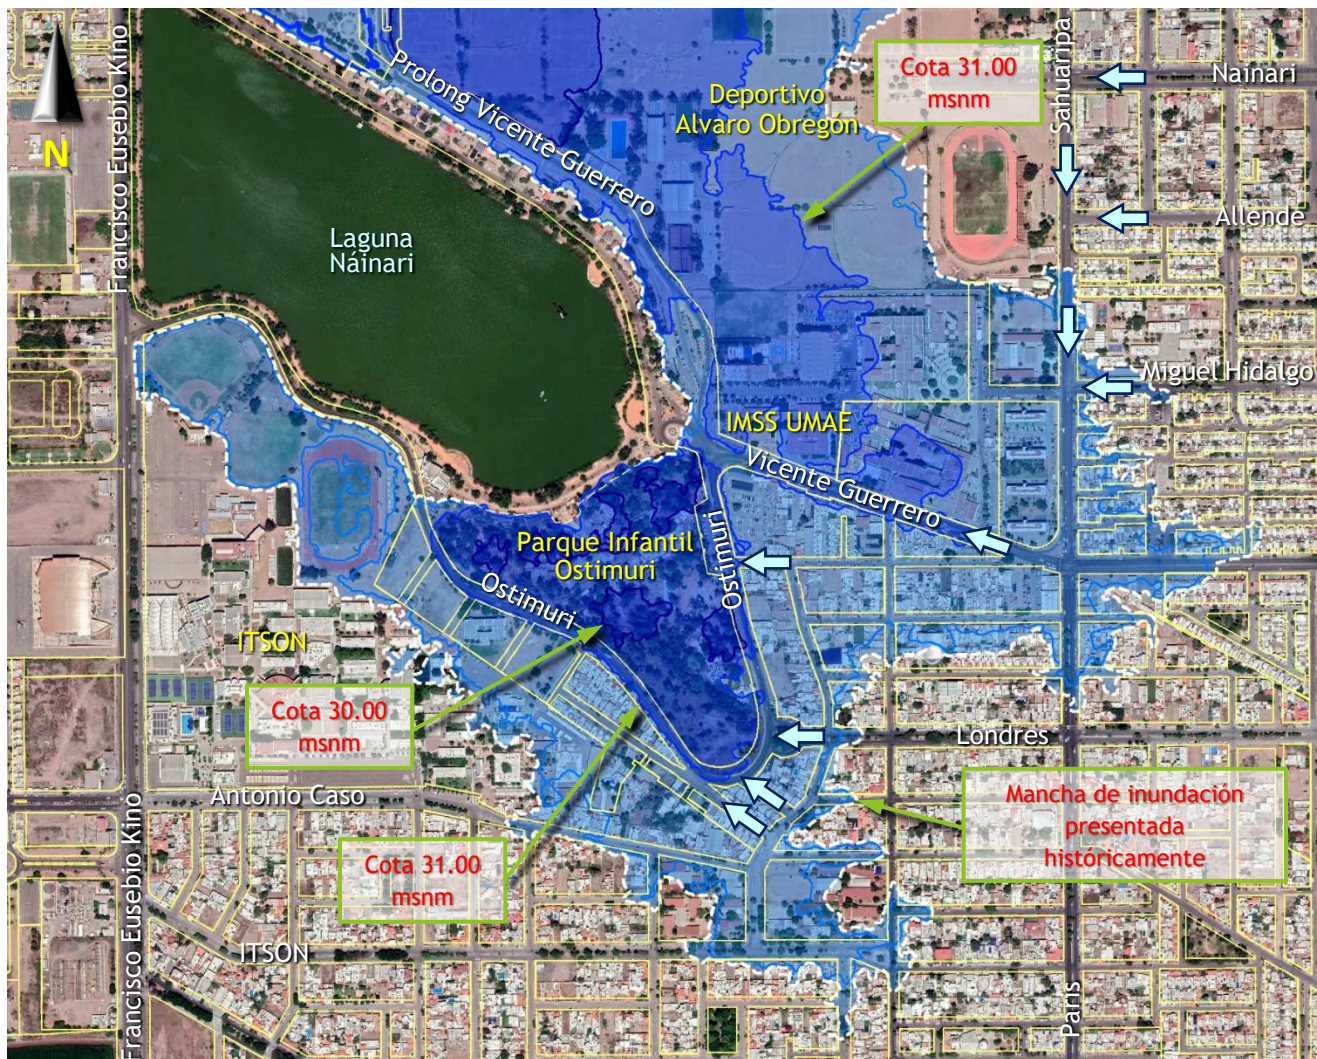 Francisco Eusebio Kino
Prolong Vicente Guerrero
Deportivo
Alvaro Obregón
Cota 31.00
msnm
Sahuaripa
Nainari
Allende
N
Laguna
Náinari
Miguel Hidalgo
IMSS UMAE
Vicente Guerrero
Parque Infantil
Ostimuri
Ostimuri
Ostimuri
ITSON
Cota 30.00
msnm
Londres
Antonio Caso
Mancha de inundación
presentada
históricamente
Cota 31.00
msnm
Francisco Eusebio Kino
ITSON
Paris